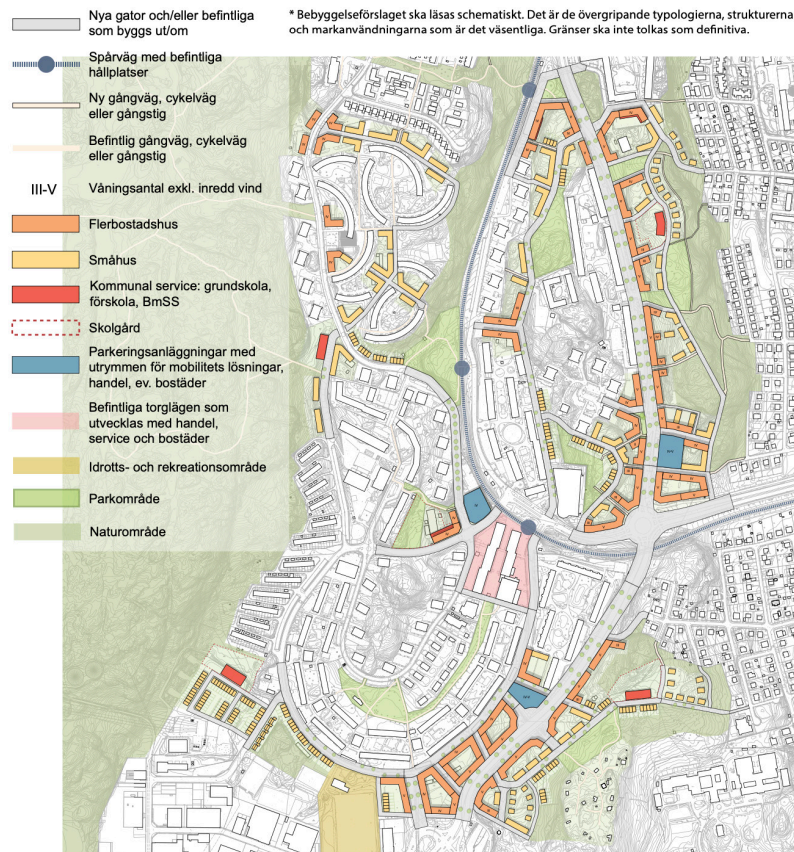 Nya gator och/eller befintliga
som byggs ut/om
Spårväg med befintliga
hållplatser
Ny gångväg, cykelväg
eller gångstig
Befintlig gångväg, cykelväg
eller gångstig
III-V Våningsantal exkl. inredd vind
Flerbostadshus
Småhus
Kommunal service: grundskola,
förskola, BmSS
Skolgård
Parkeringsanläggningar med
utrymmen för mobilitets lösningar,
handel, ev. bostäder
Befintliga torglägen som
utvecklas med handel,
service och bostäder
Idrotts- och rekreationsområde
Parkområde
Naturområde
* Bebyggelseförslaget ska läsas schematiskt. Det är de övergripande typologierna, strukturerna
och markanvändningarna som är det väsentliga. Gränser ska inte tolkas som definitiva.